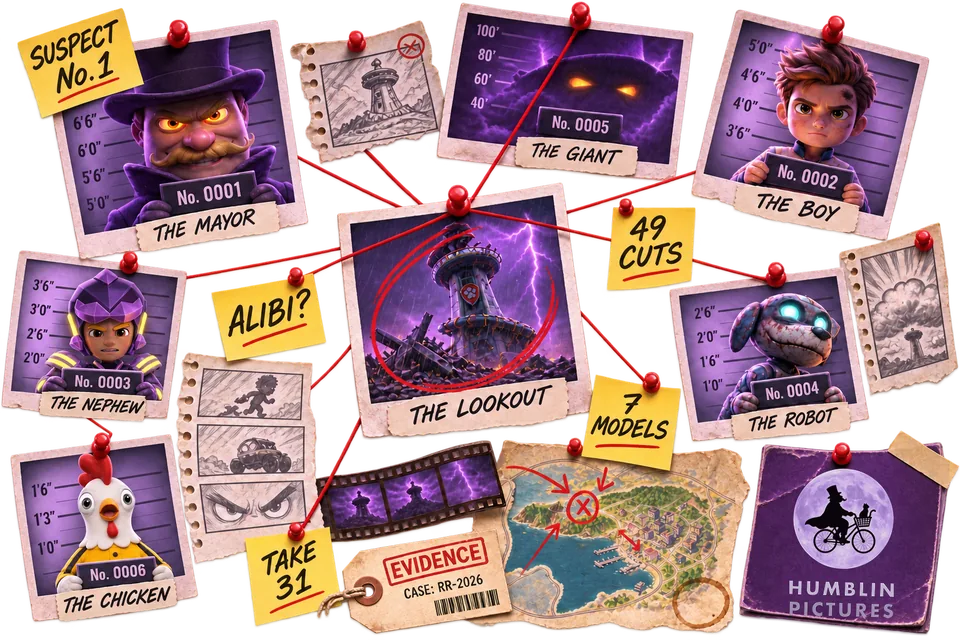 SUSPECT
No.1
6'6"
6'0"
5'6"
5'0"
No. 0001
THE MAYOR
100'
80'
60'
40'
No. 0005
THE GIANT
5'0"
4'6"
4'0"
3'6"
No. 0002
THE BOY
3'6"
3'0"
2'6"
2'0"
No. 0003
THE NEPHEW
ALIBI?
THE LOOKOUT
49
CUTS
2'6"
2'0"
1'6"
1'0"
No. 0004
THE ROBOT
7
MODELS
1'6"
1'3"
1'0"
No. 0006
THE CHICKEN
TAKE
31
EVIDENCE
CASE: RR-2026
X
HUMBLIN
PICTURES